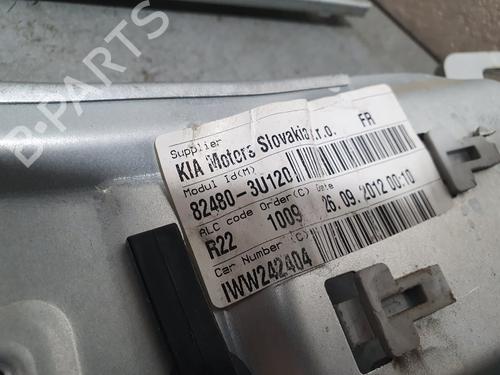 B-PARTS
Supplier
KIA Motors Slovakia s.r.o. FR
Modul Id(M)
82480-3U120
ALC code Order(C) Date
R22 1009 26.09.2012 00:10
Car Number (C)
IWW242404